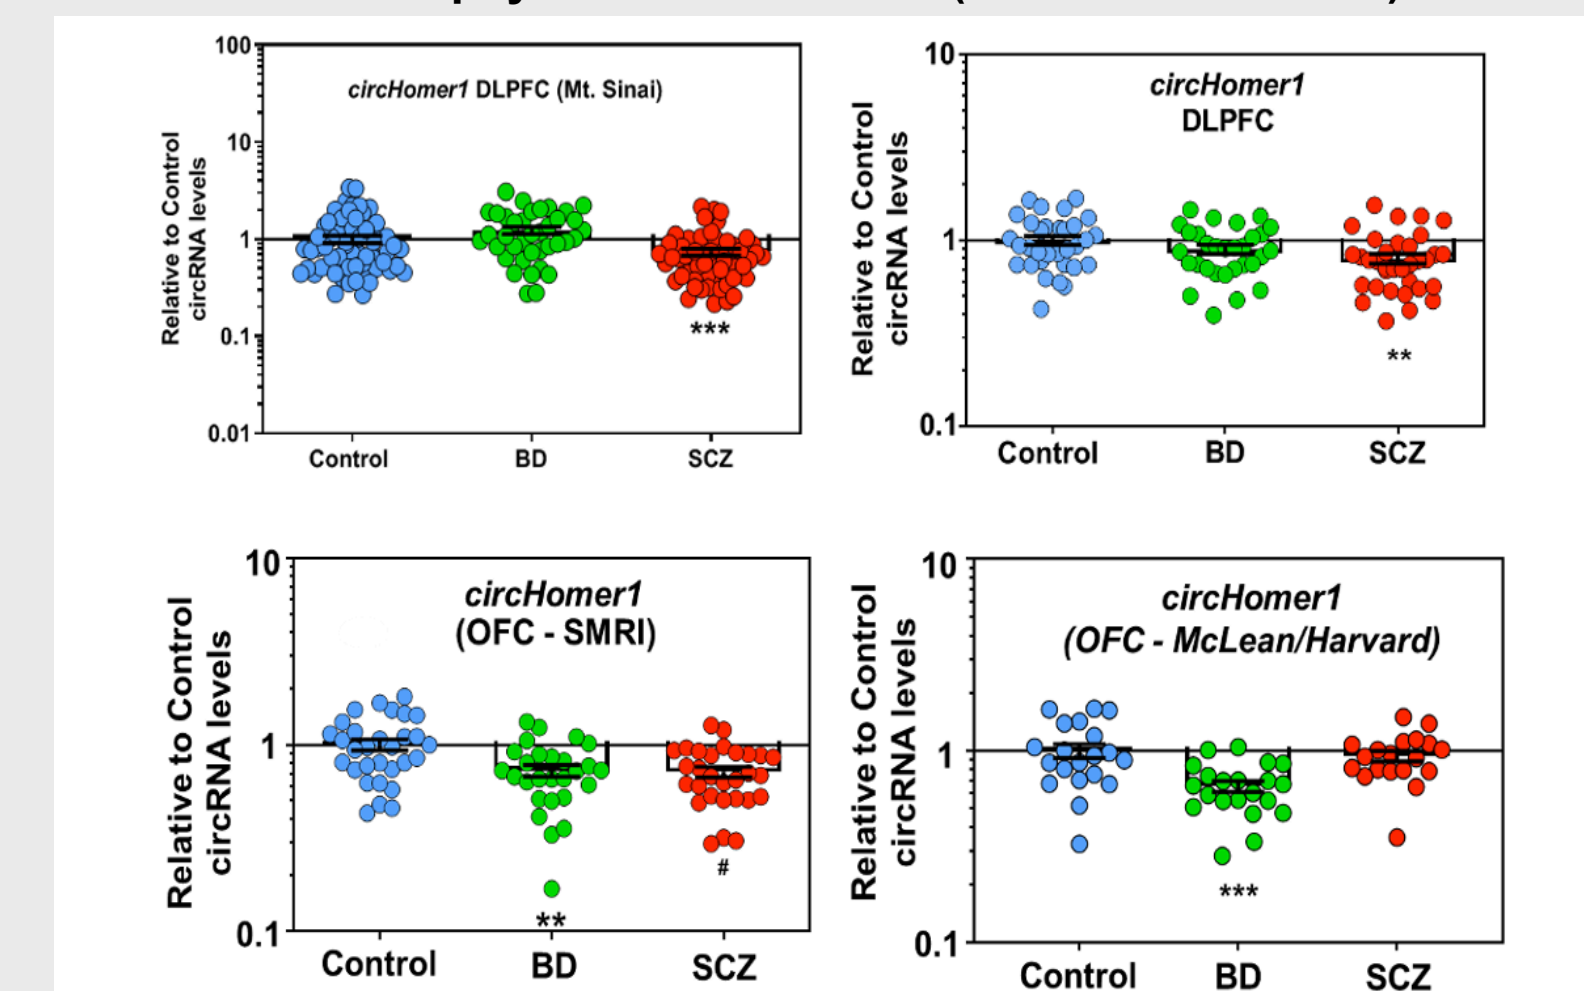 100
10
1
0.1
0.01
circHomer1 DLPFC (Mt. Sinai)
Relative to Control
circRNA levels
***
Control BD SCZ
10
1
0.1
circHomer1
DLPFC
Relative to Control
circRNA levels
**
Control BD SCZ
10
1
0.1
circHomer1
(OFC - SMRI)
Relative to Control
circRNA levels
**
#
Control BD SCZ
10
1
0.1
circHomer1
(OFC - McLean/Harvard)
Relative to Control
circRNA levels
***
Control BD SCZ